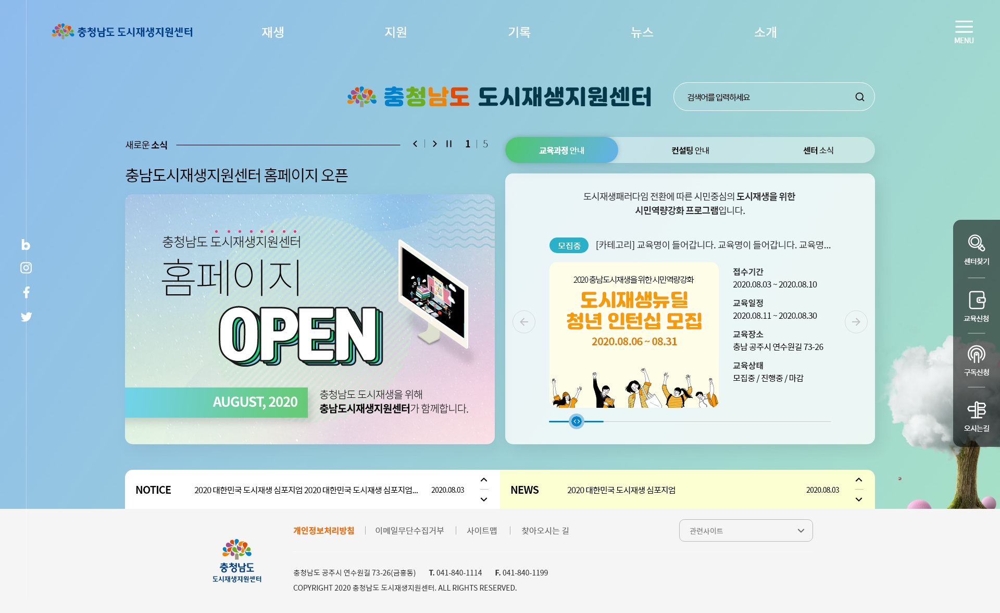 충청남도 도시재생지원센터
재생
지원
기록
뉴스
소개
MENU
충청남도 도시재생지원센터
검색어를 입력하세요
새로운 소식
1 | 5
충남도시재생지원센터 홈페이지 오픈
충청남도 도시재생지원센터
홈페이지
OPEN
AUGUST, 2020
충청남도 도시재생을 위해
충남도시재생지원센터가 함께합니다.
교육과정 안내
컨설팅 안내
센터 소식
도시재생패러다임 전환에 따른 시민중심의 도시재생을 위한
시민역량강화 프로그램입니다.
모집중
[카테고리] 교육명이 들어갑니다. 교육명이 들어갑니다. 교육명...
2020 충남도시재생을 위한 시민역량강화
도시재생뉴딜
청년 인턴십 모집
2020.08.06 ~ 08.31
접수기간
2020.08.03 ~ 2020.08.10
교육일정
2020.08.11 ~ 2020.08.30
교육장소
충남 공주시 연수원길 73-26
교육상태
모집중 / 진행중 / 마감
센터찾기
교육신청
구독신청
오시는길
NOTICE
2020 대한민국 도시재생 심포지엄 2020 대한민국 도시재생 심포지엄...
2020.08.03
NEWS
2020 대한민국 도시재생 심포지엄
2020.08.03
개인정보처리방침
이메일무단수집거부
사이트맵
찾아오시는 길
관련사이트
충청남도
도시재생지원센터
충청남도 공주시 연수원길 73-26(금흥동) T. 041-840-1114 F. 041-840-1199
COPYRIGHT 2020 충청남도 도시재생지원센터. ALL RIGHTS RESERVED.